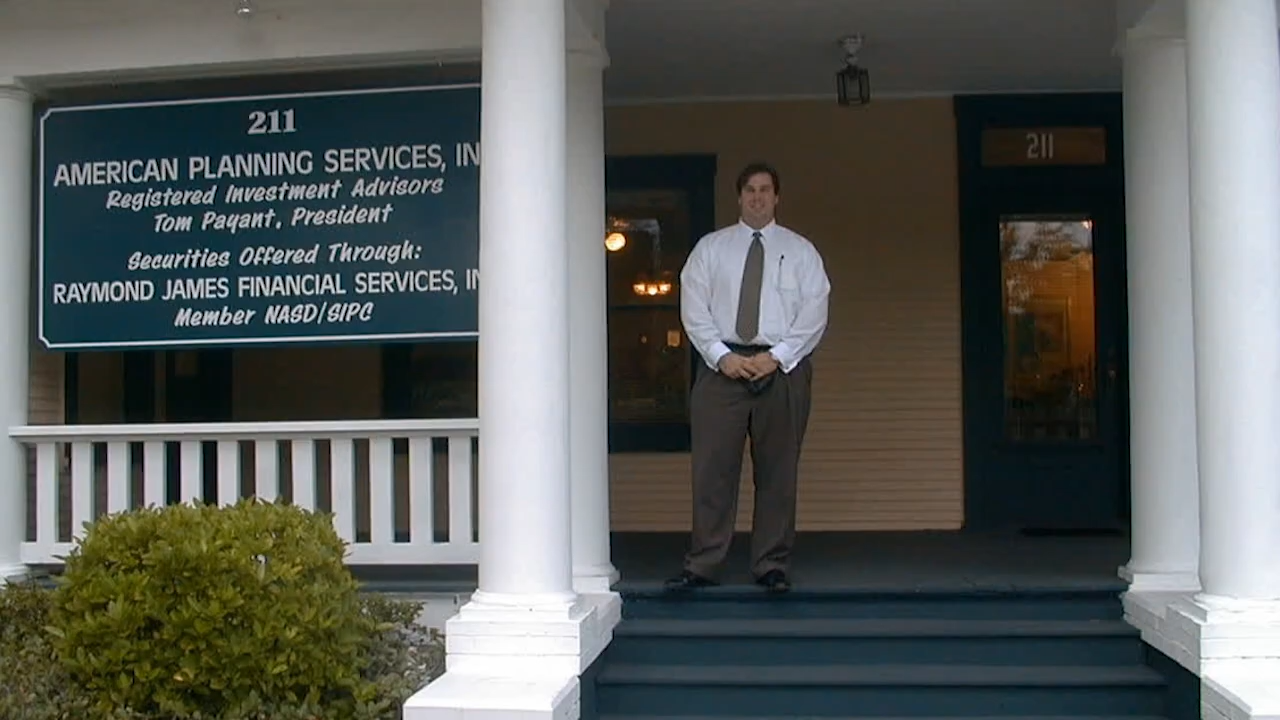 211
AMERICAN PLANNING SERVICES, IN
Registered Investment Advisors
Tom Payant, President
Securities Offered Through:
RAYMOND JAMES FINANCIAL SERVICES, IN
Member NASD/SIPC
211